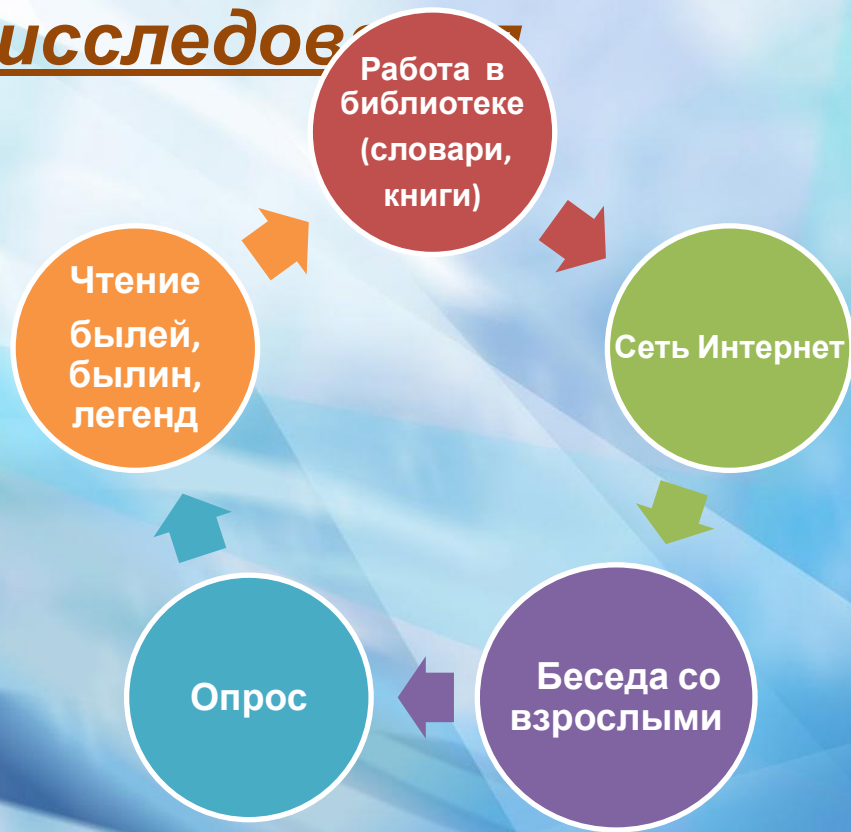 Работа в
библиотеке
(словари,
книги)
Сеть Интернет
Беседа со
взрослыми
Опрос
Чтение
былей,
былин,
легенд